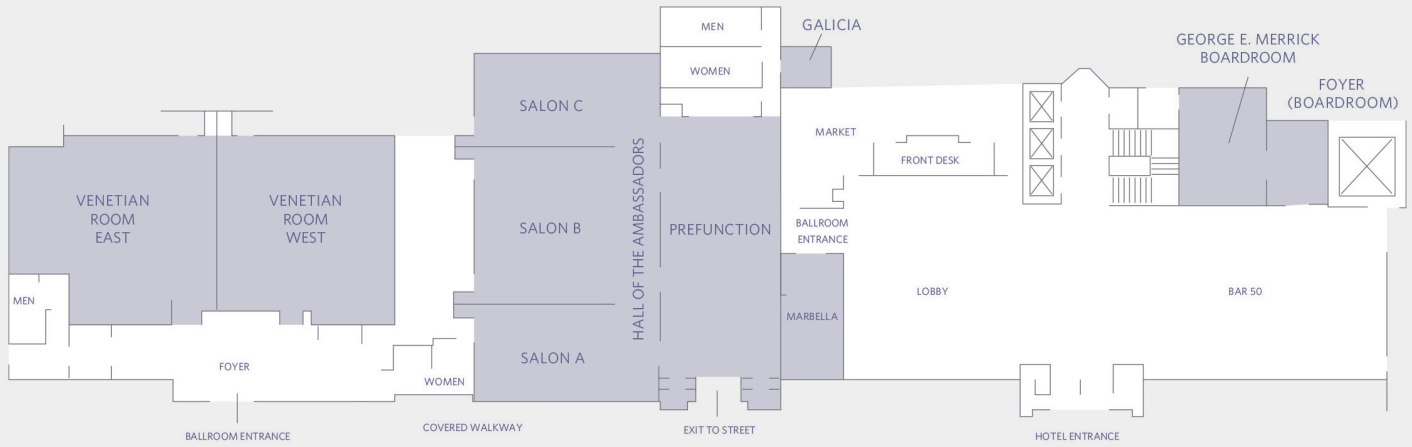 MEN
GALICIA
GEORGE E. MERRICK
BOARDROOM
WOMEN
FOYER
(BOARDROOM)
SALON C
MARKET
FRONT DESK
VENETIAN
ROOM
EAST
VENETIAN
ROOM
WEST
SALON B
HALL OF THE AMBASSADORS
PREFUNCTION
BALLROOM
ENTRANCE
MEN
LOBBY
BAR 50
MARBELLA
SALON A
FOYER
WOMEN
BALLROOM ENTRANCE
COVERED WALKWAY
EXIT TO STREET
HOTEL ENTRANCE